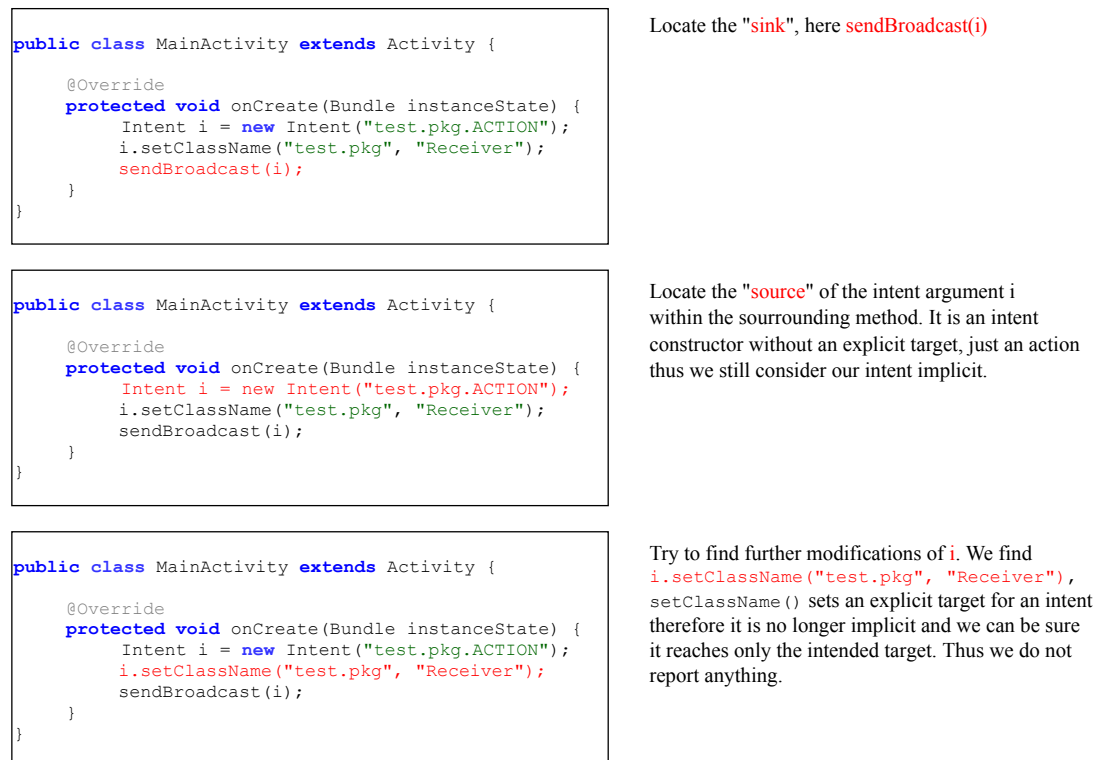 public class MainActivity extends Activity {
@Override
protected void onCreate(Bundle instanceState) {
Intent i = new Intent("test.pkg.ACTION");
i.setClassName("test.pkg", "Receiver");
sendBroadcast(i);
}
}
Locate the "sink", here sendBroadcast(i)
public class MainActivity extends Activity {
@Override
protected void onCreate(Bundle instanceState) {
Intent i = new Intent("test.pkg.ACTION");
i.setClassName("test.pkg", "Receiver");
sendBroadcast(i);
}
}
Locate the "source" of the intent argument i
within the sourrounding method. It is an intent
constructor without an explicit target, just an action
thus we still consider our intent implicit.
public class MainActivity extends Activity {
@Override
protected void onCreate(Bundle instanceState) {
Intent i = new Intent("test.pkg.ACTION");
i.setClassName("test.pkg", "Receiver");
sendBroadcast(i);
}
}
Try to find further modifications of i. We find
i.setClassName("test.pkg", "Receiver"),
setClassName() sets an explicit target for an intent
therefore it is no longer implicit and we can be sure
it reaches only the intended target. Thus we do not
report anything.